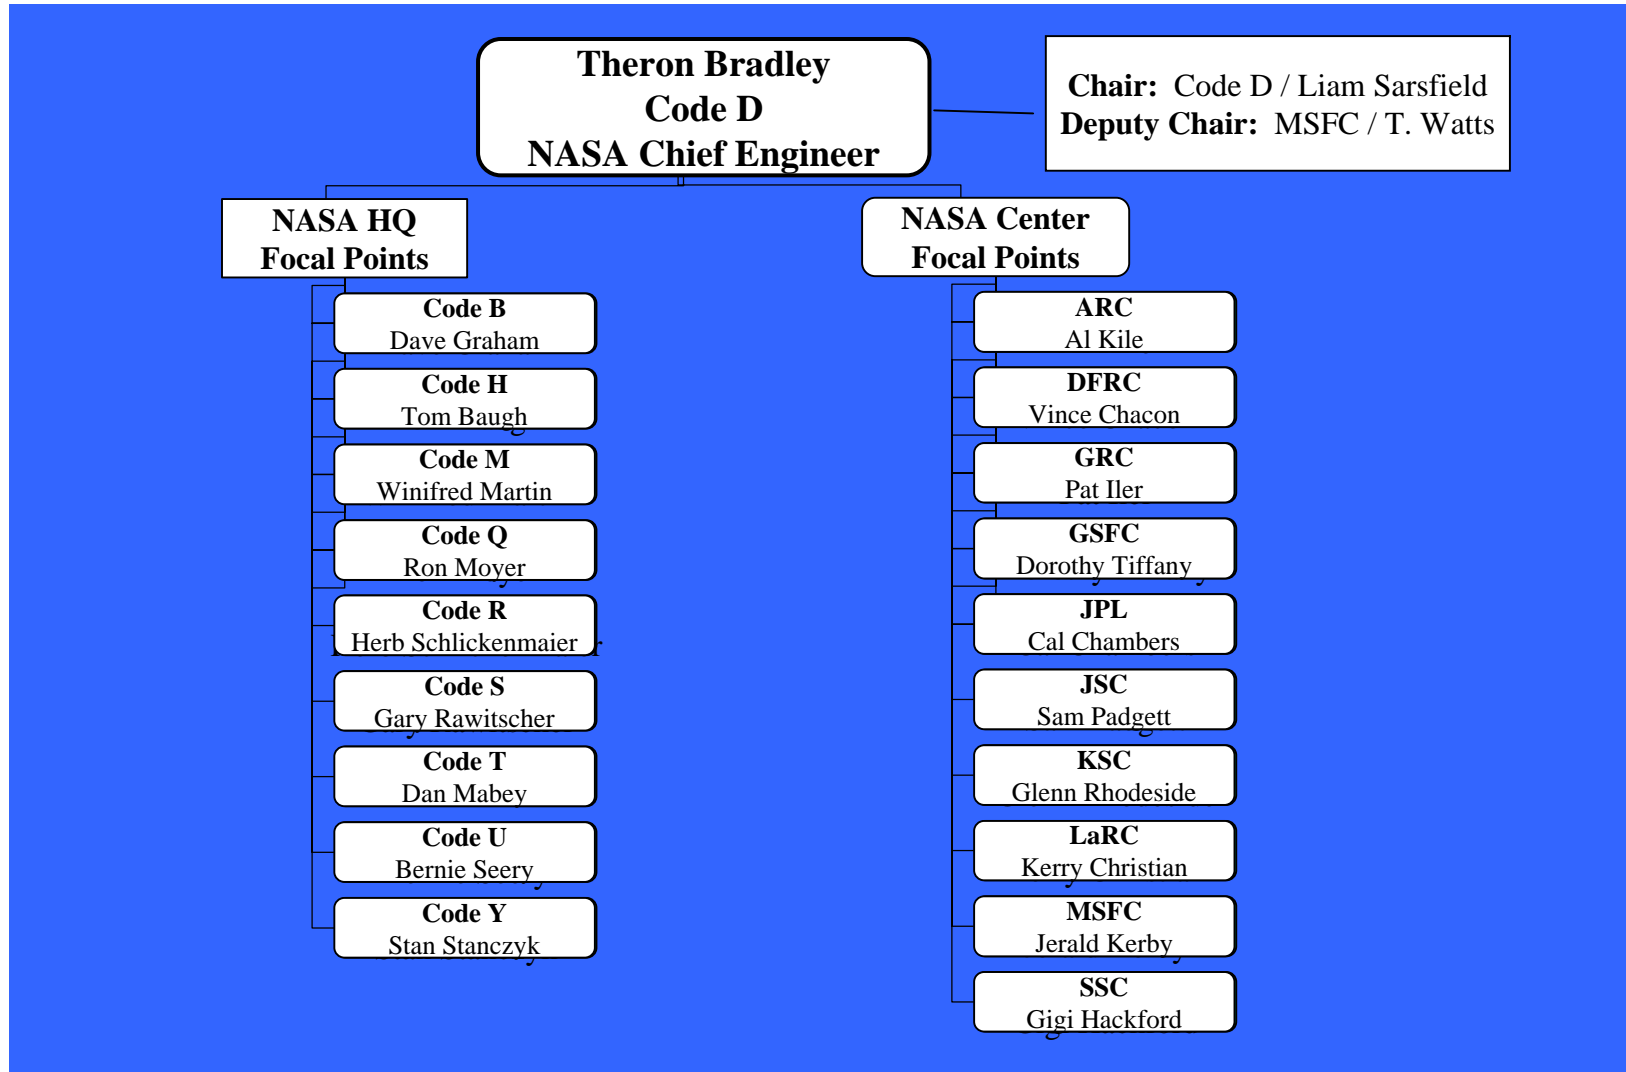 Theron Bradley
Code D
NASA Chief Engineer
Chair: Code D / Liam Sarsfield
Deputy Chair: MSFC / T. Watts
NASA HQ
Focal Points
Code B
Dave Graham
Code H
Tom Baugh
Code M
Winifred Martin
Code Q
Ron Moyer
Code R
Herb Schlickenmaier
Code S
Gary Rawitscher
Code T
Dan Mabey
Code U
Bernie Seery
Code Y
Stan Stanczyk
NASA Center
Focal Points
ARC
Al Kile
DFRC
Vince Chacon
GRC
Pat Iler
GSFC
Dorothy Tiffany
JPL
Cal Chambers
JSC
Sam Padgett
KSC
Glenn Rhodeside
LaRC
Kerry Christian
MSFC
Jerald Kerby
SSC
Gigi Hackford